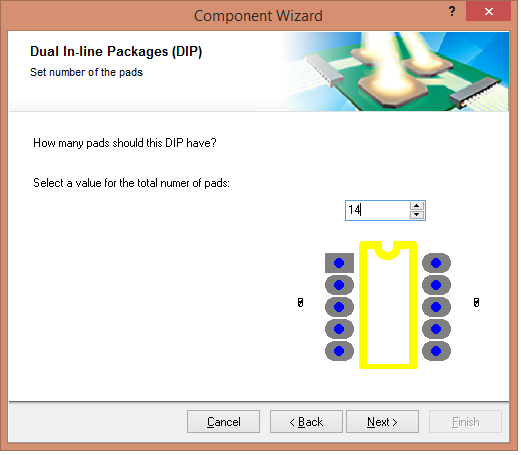 Component Wizard
?
Dual In-line Packages (DIP)
Set number of the pads
How many pads should this DIP have?
Select a value for the total numer of pads:
14
Cancel
< Back
Next >
Finish